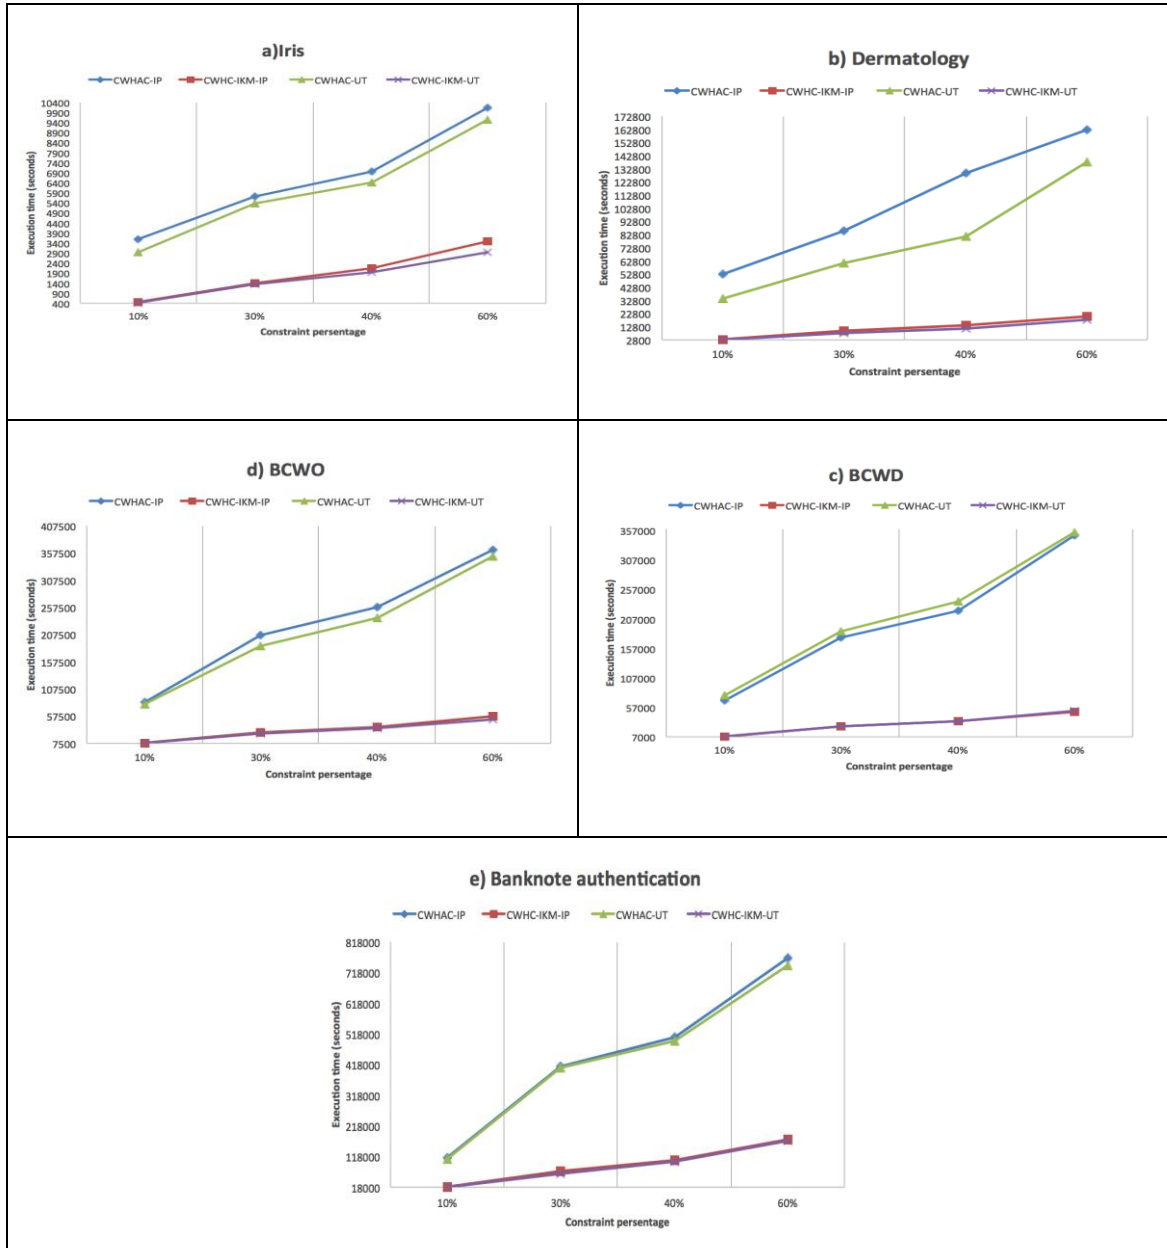 a)Iris
CWHAC-IP CWHC-IKM-IP CWHAC-UT CWHC-IKM-UT
Execution time (seconds)
10400
9900
9400
8900
8400
7900
7400
6900
6400
5900
5400
4900
4400
3900
3400
2900
2400
1900
1400
900
400
10% 30% 40% 60%
Constraint persentage
b) Dermatology
CWHAC-IP CWHC-IKM-IP CWHAC-UT CWHC-IKM-UT
Execution time (seconds)
172800
162800
152800
142800
132800
122800
112800
102800
92800
82800
72800
62800
52800
42800
32800
22800
12800
2800
10% 30% 40% 60%
Constraint persentage
d) BCWO
CWHAC-IP CWHC-IKM-IP CWHAC-UT CWHC-IKM-UT
Execution time (seconds)
407500
357500
307500
257500
207500
157500
107500
57500
7500
10% 30% 40% 60%
Constraint persentage
c) BCWD
CWHAC-IP CWHC-IKM-IP CWHAC-UT CWHC-IKM-UT
Execution time (seconds)
357000
307000
257000
207000
157000
107000
57000
7000
10% 30% 40% 60%
Constraint persentage
e) Banknote authentication
CWHAC-IP CWHC-IKM-IP CWHAC-UT CWHC-IKM-UT
Execution time (seconds)
818000
718000
618000
518000
418000
318000
218000
118000
18000
10% 30% 40% 60%
Constraint persentage